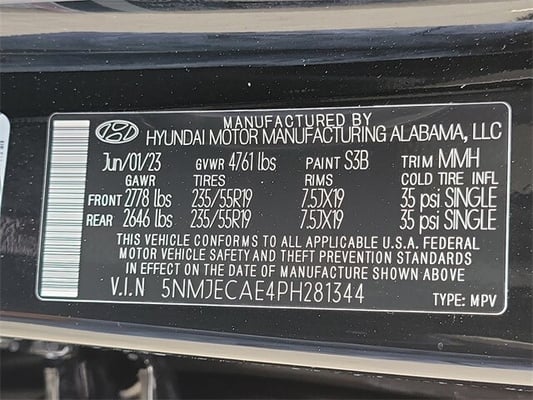 MANUFACTURED BY
HYUNDAI MOTOR MANUFACTURING ALABAMA, LLC
Jun/01/23 GVWR 4761 lbs PAINT S3B TRIM MMH
GAWR TIRES RIMS COLD TIRE INFL
FRONT 2778 lbs 235/55R19 7.5JX19 35 psi SINGLE
REAR 2646 lbs 235/55R19 7.5JX19 35 psi SINGLE
THIS VEHICLE CONFORMS TO ALL APPLICABLE U.S.A. FEDERAL
MOTOR VEHICLE SAFETY AND THEFT PREVENTION STANDARDS
IN EFFECT ON THE DATE OF MANUFACTURE SHOWN ABOVE
V.I.N 5NMJECAE4PH281344 TYPE: MPV